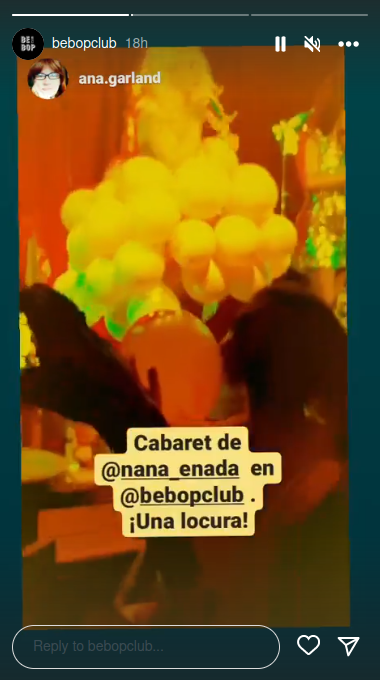 BE
BOP
bebopclub 18h
ana.garland
Cabaret de
@nana_enada en
@bebopclub .
¡Una locura!
Reply to bebopclub...